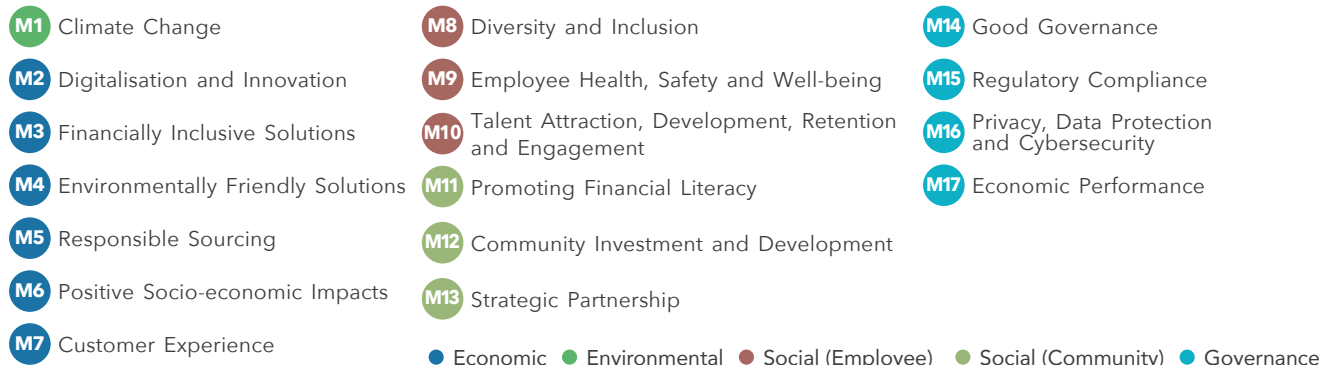 M1 Climate Change
M2 Digitalisation and Innovation
M3 Financially Inclusive Solutions
M4 Environmentally Friendly Solutions
M5 Responsible Sourcing
M6 Positive Socio-economic Impacts
M7 Customer Experience
M8 Diversity and Inclusion
M9 Employee Health, Safety and Well-being
M10 Talent Attraction, Development, Retention
and Engagement
M11 Promoting Financial Literacy
M12 Community Investment and Development
M13 Strategic Partnership
M14 Good Governance
M15 Regulatory Compliance
M16 Privacy, Data Protection
and Cybersecurity
M17 Economic Performance
Economic Environmental Social (Employee) Social (Community) Governance